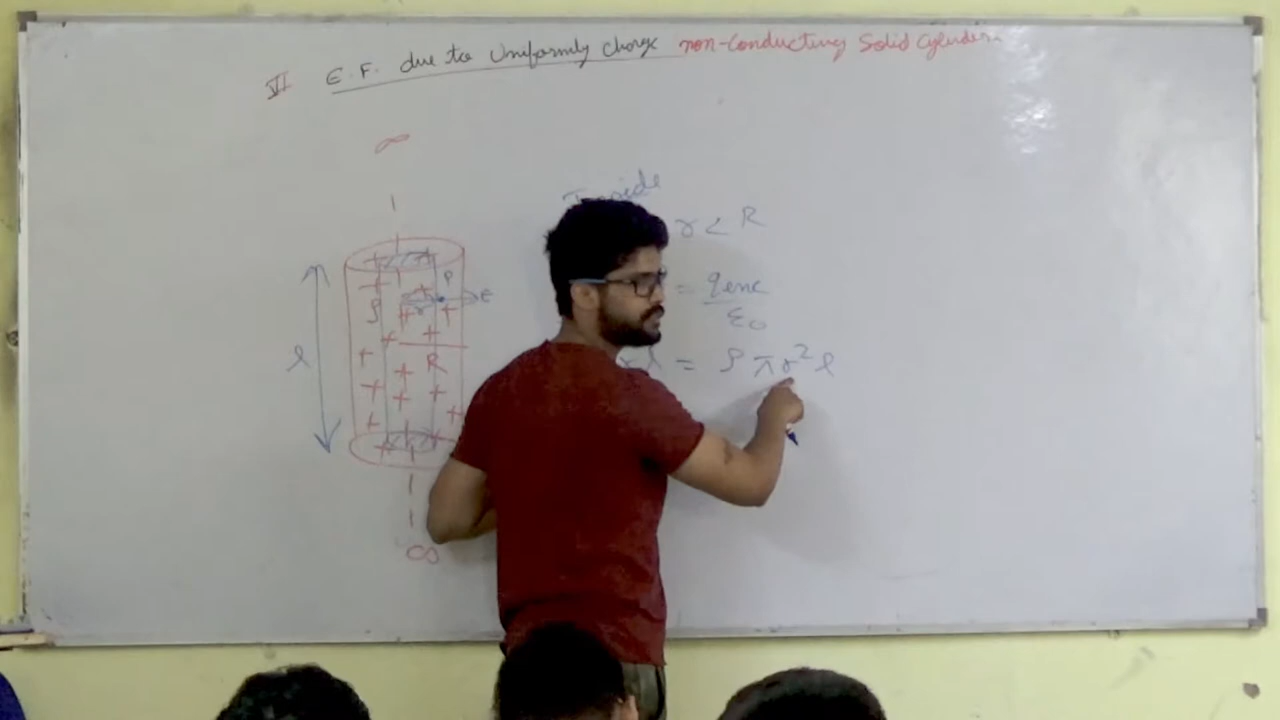 VI E.F. due to Uniformly charge non-Conducting Solid Cylinder
∞
Inside
r < R
= qenc
ε0
P
E
r
ρ
l
R
l = ρ π r² l
∞